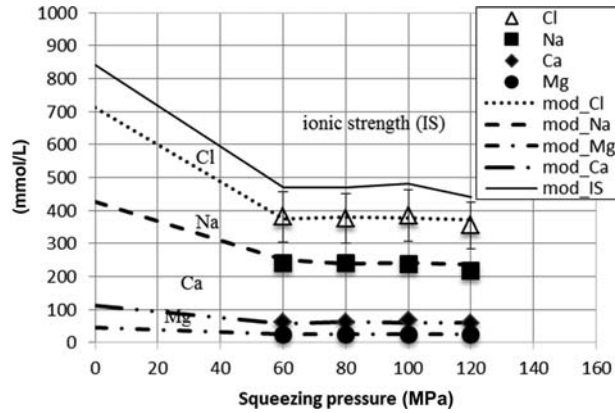 1000
900
800
700
600
500
400
300
200
100
0
(mmol/L)
0 20 40 60 80 100 120 140 160
Squeezing pressure (MPa)
ionic strength (IS)
Cl
Na
Ca
Mg
Cl
Na
Ca
Mg
mod_Cl
mod_Na
mod_Mg
mod_Ca
mod_IS